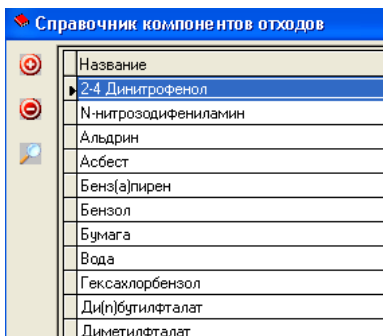 Справочник компонентов отходов
Название
2-4 Динитрофенол
N-нитрозодифениламин
Альдрин
Асбест
Бенз(а)пирен
Бензол
Бумага
Вода
Гексахлорбензол
Ди(n)бутилфталат
Диметилфталат